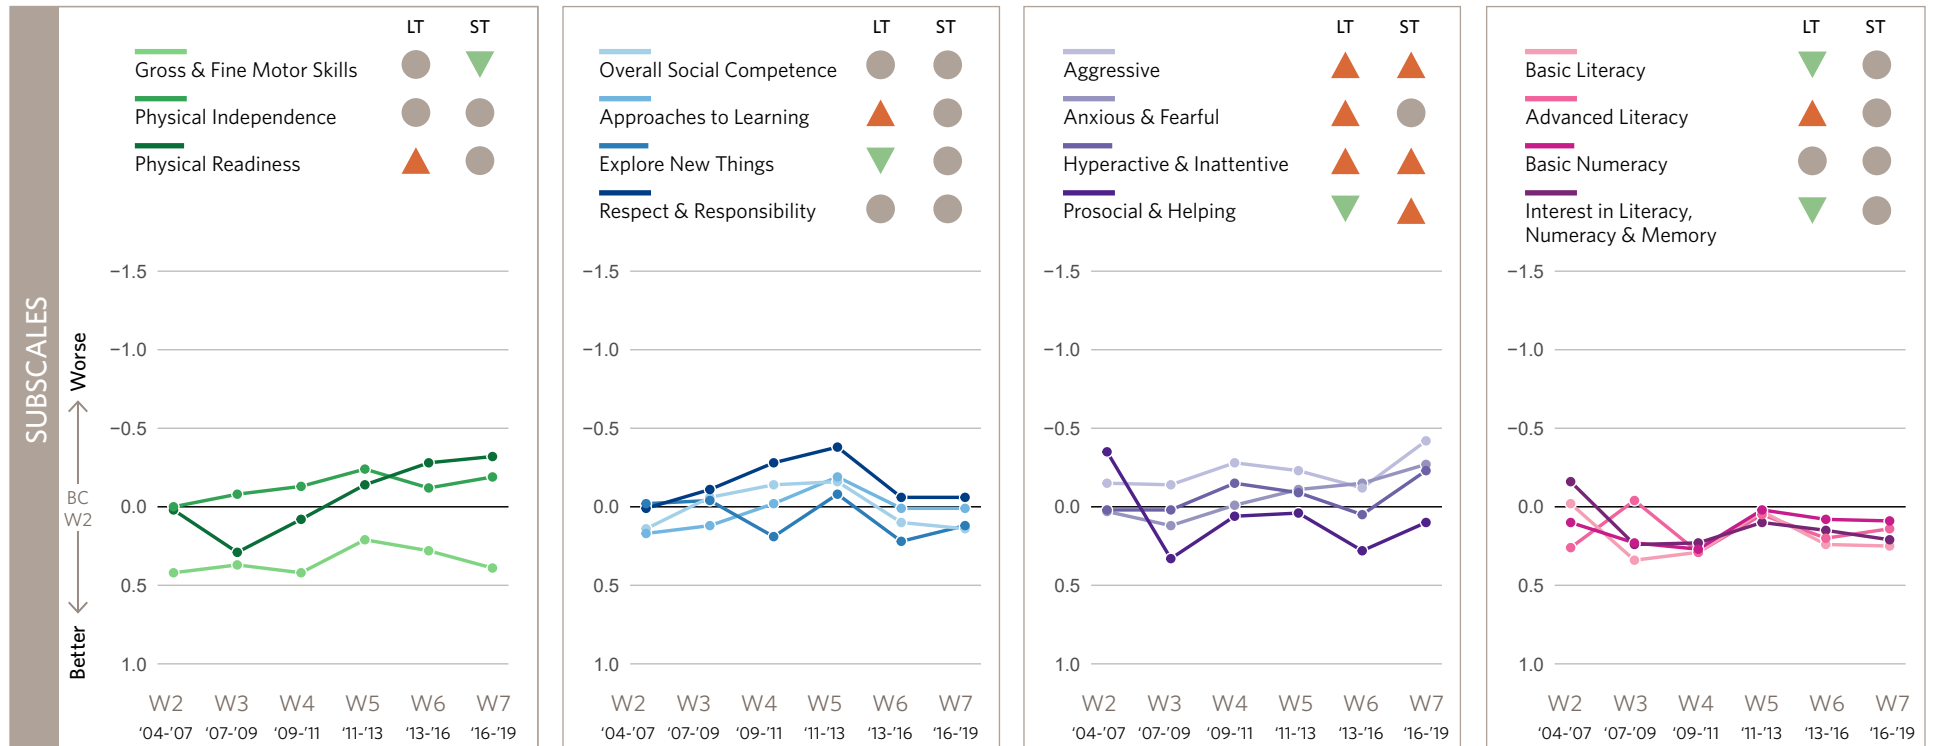 SUBSCALES
Worse
BC
W2
Better
LT ST
Gross & Fine Motor Skills
Physical Independence
Physical Readiness
−1.5
−1.0
−0.5
0.0
0.5
1.0
W2 W3 W4 W5 W6 W7
‘04-’07 ‘07-’09 ‘09-’11 ‘11-’13 ‘13-’16 ‘16-’19
LT ST
Overall Social Competence
Approaches to Learning
Explore New Things
Respect & Responsibility
−1.5
−1.0
−0.5
0.0
0.5
1.0
W2 W3 W4 W5 W6 W7
‘04-’07 ‘07-’09 ‘09-’11 ‘11-’13 ‘13-’16 ‘16-’19
LT ST
Aggressive
Anxious & Fearful
Hyperactive & Inattentive
Prosocial & Helping
−1.5
−1.0
−0.5
0.0
0.5
1.0
W2 W3 W4 W5 W6 W7
‘04-’07 ‘07-’09 ‘09-’11 ‘11-’13 ‘13-’16 ‘16-’19
LT ST
Basic Literacy
Advanced Literacy
Basic Numeracy
Interest in Literacy,
Numeracy & Memory
−1.5
−1.0
−0.5
0.0
0.5
1.0
W2 W3 W4 W5 W6 W7
‘04-’07 ‘07-’09 ‘09-’11 ‘11-’13 ‘13-’16 ‘16-’19